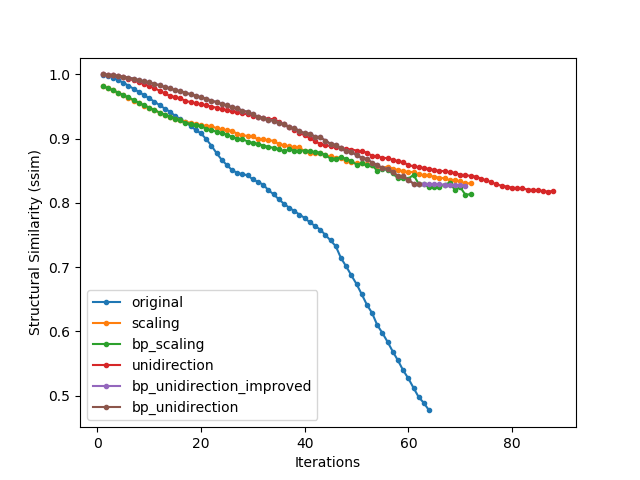 1.0
0.9
0.8
0.7
0.6
0.5
Structural Similarity (ssim)
original
scaling
bp_scaling
unidirection
bp_unidirection_improved
bp_unidirection
0 20 40 60 80
Iterations